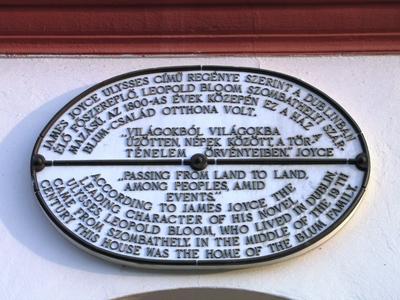 JAMES JOYCE ULYSSES CÍMŰ REGÉNYE SZERINT A DUBLINBAN
ÉLŐ FŐSZEREPLŐ, LEOPOLD BLOOM SZOMBATHELYI SZÁR-
MAZÁSÚ. AZ 1800-AS ÉVEK KÖZEPÉN EZ A HÁZ A
BLUM-CSALÁD OTTHONA VOLT.
„VILÁGOKBÓL VILÁGOKBA
ŰZÖTTEN, NÉPEK KÖZÖTT, A TÖR-
TÉNELEM ÖRVÉNYEIBEN." JOYCE
„PASSING FROM LAND TO LAND,
AMONG PEOPLES, AMID
EVENTS."
ACCORDING TO JAMES JOYCE, THE
LEADING CHARACTER OF HIS NOVEL,
ULYSSES, LEOPOLD BLOOM, WHO LIVED IN DUBLIN
CAME FROM SZOMBATHELY. IN THE MIDDLE OF THE 19TH
CENTURY THIS HOUSE WAS THE HOME OF THE BLUM FAMILY.